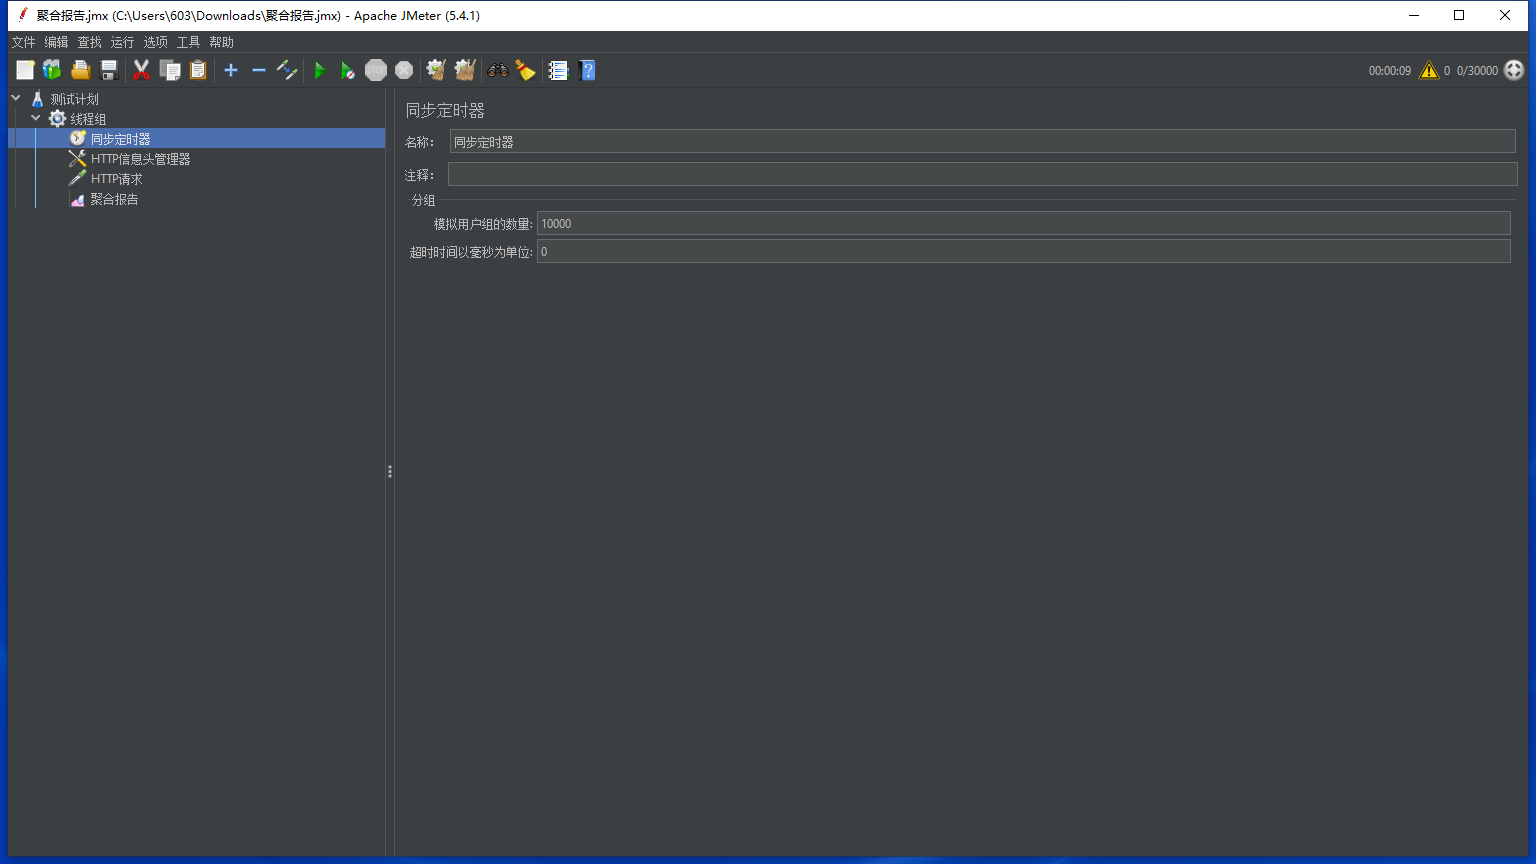 聚合报告.jmx (C:\Users\603\Downloads\聚合报告.jmx) - Apache JMeter (5.4.1)
文件 编辑 查找 运行 选项 工具 帮助
STOP
00:00:09 0 0/30000
测试计划
线程组
同步定时器
HTTP信息头管理器
HTTP请求
聚合报告
同步定时器
名称： 同步定时器
注释：
分组
模拟用户组的数量: 10000
超时时间以毫秒为单位: 0